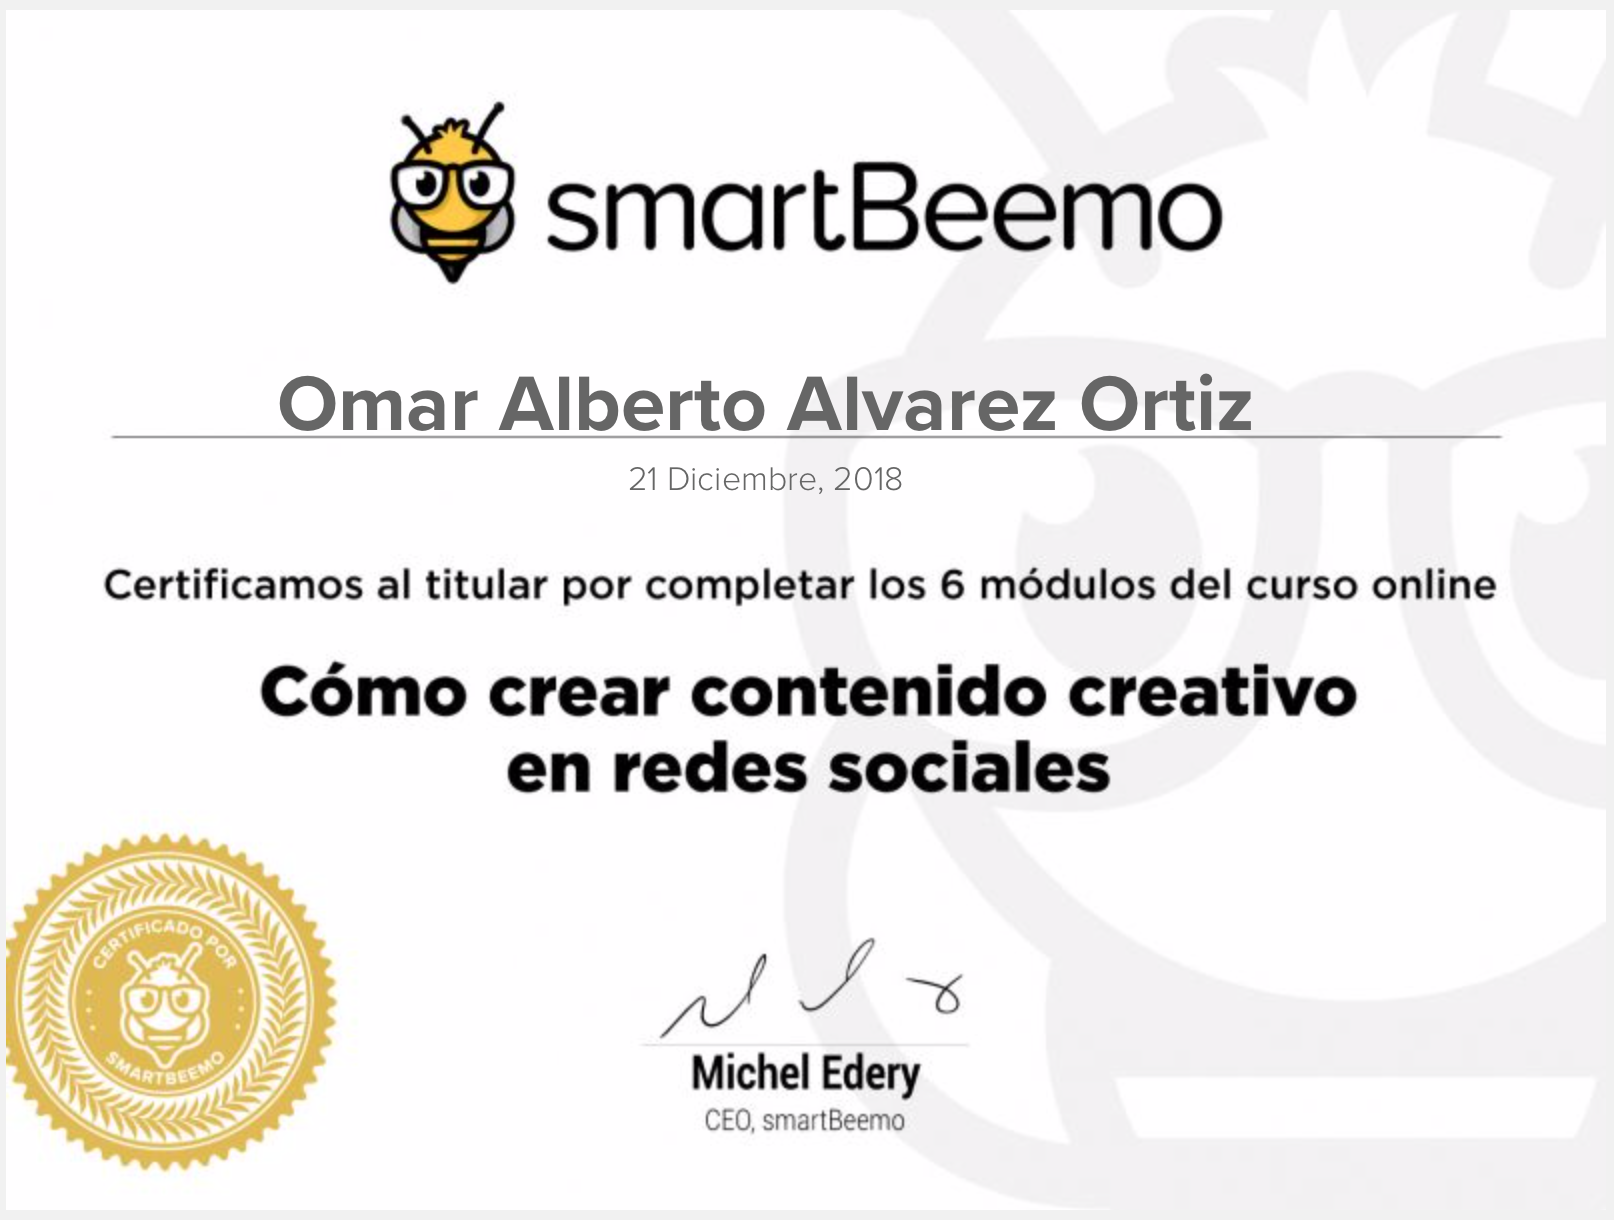 smartBeemo
Omar Alberto Alvarez Ortiz
21 Diciembre, 2018
Certificamos al titular por completar los 6 módulos del curso online
Cómo crear contenido creativo
en redes sociales
CERTIFICADO POR
SMARTBEEMO
Michel Edery
CEO, smartBeemo